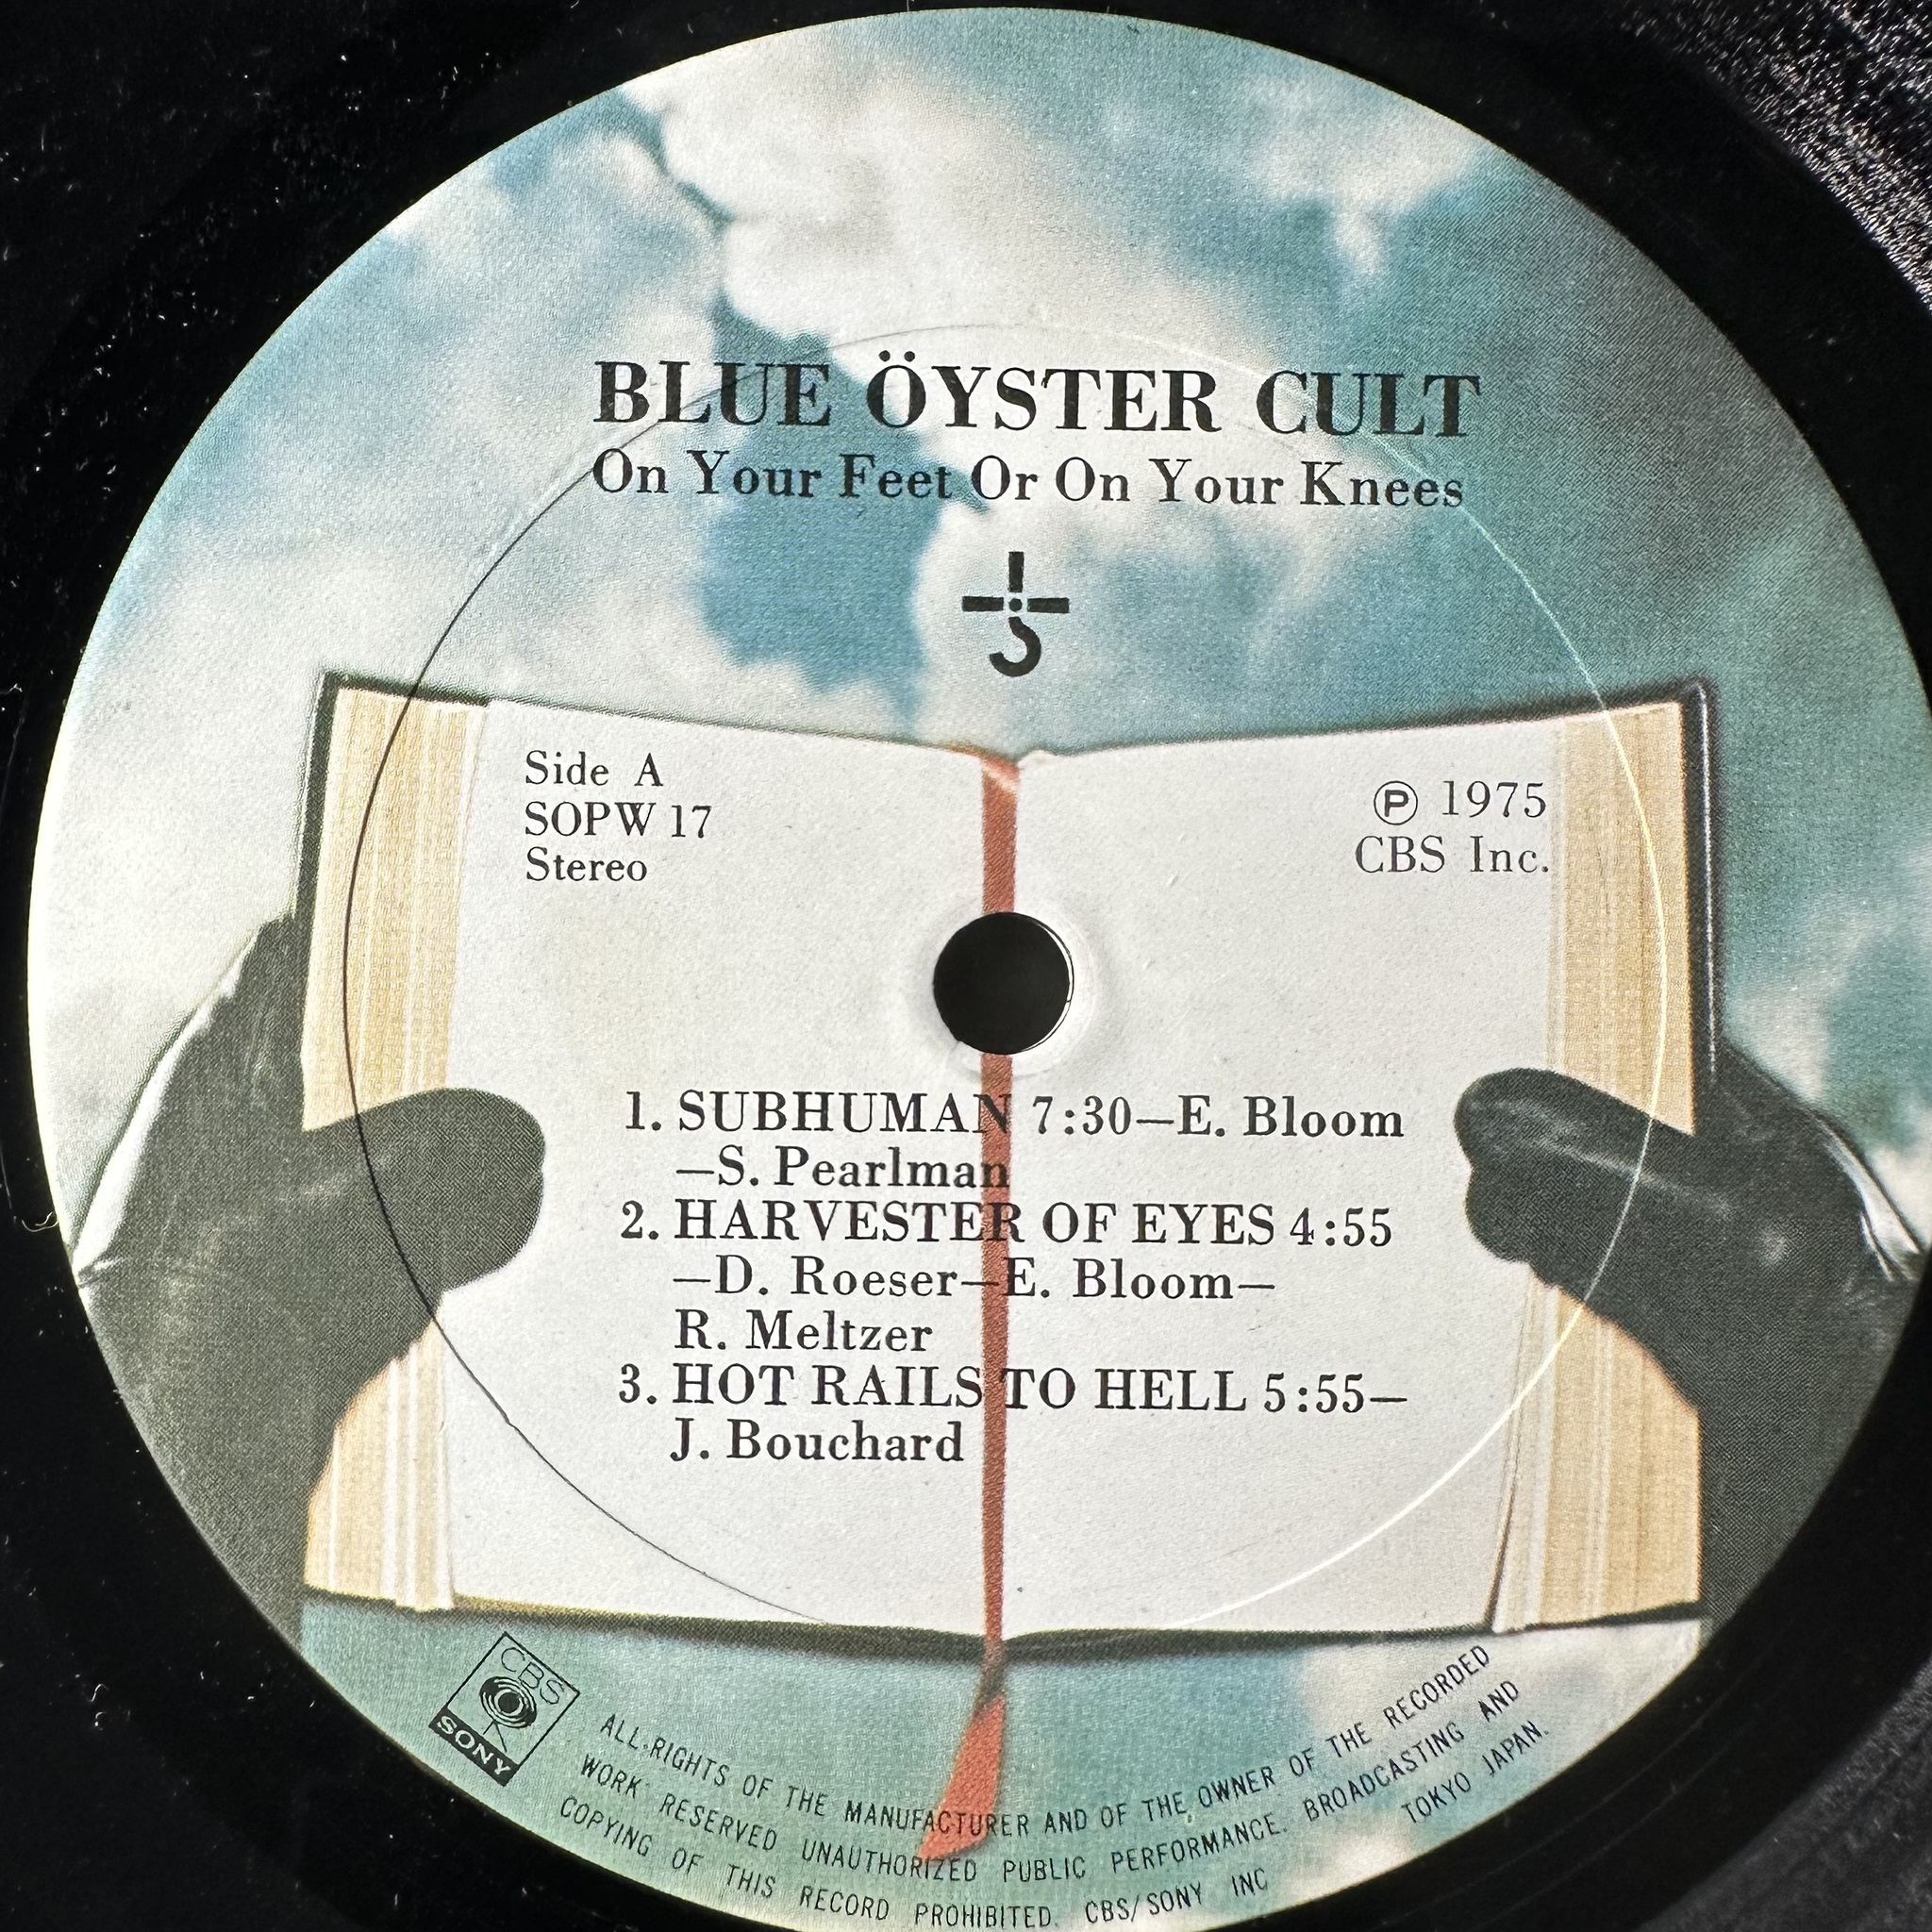 BLUE ÖYSTER CULT
On Your Feet Or On Your Knees
Side A
SOPW 17
Stereo
℗ 1975
CBS Inc.
1. SUBHUMAN 7:30—E. Bloom
—S. Pearlman
2. HARVESTER OF EYES 4:55
—D. Roeser—E. Bloom—
R. Meltzer
3. HOT RAILS TO HELL 5:55—
J. Bouchard
CBS
SONY
ALL RIGHTS OF THE MANUFACTURER AND OF THE OWNER OF THE RECORDED
WORK RESERVED UNAUTHORIZED PUBLIC PERFORMANCE. BROADCASTING AND
COPYING OF THIS RECORD PROHIBITED. CBS/SONY INC TOKYO JAPAN.